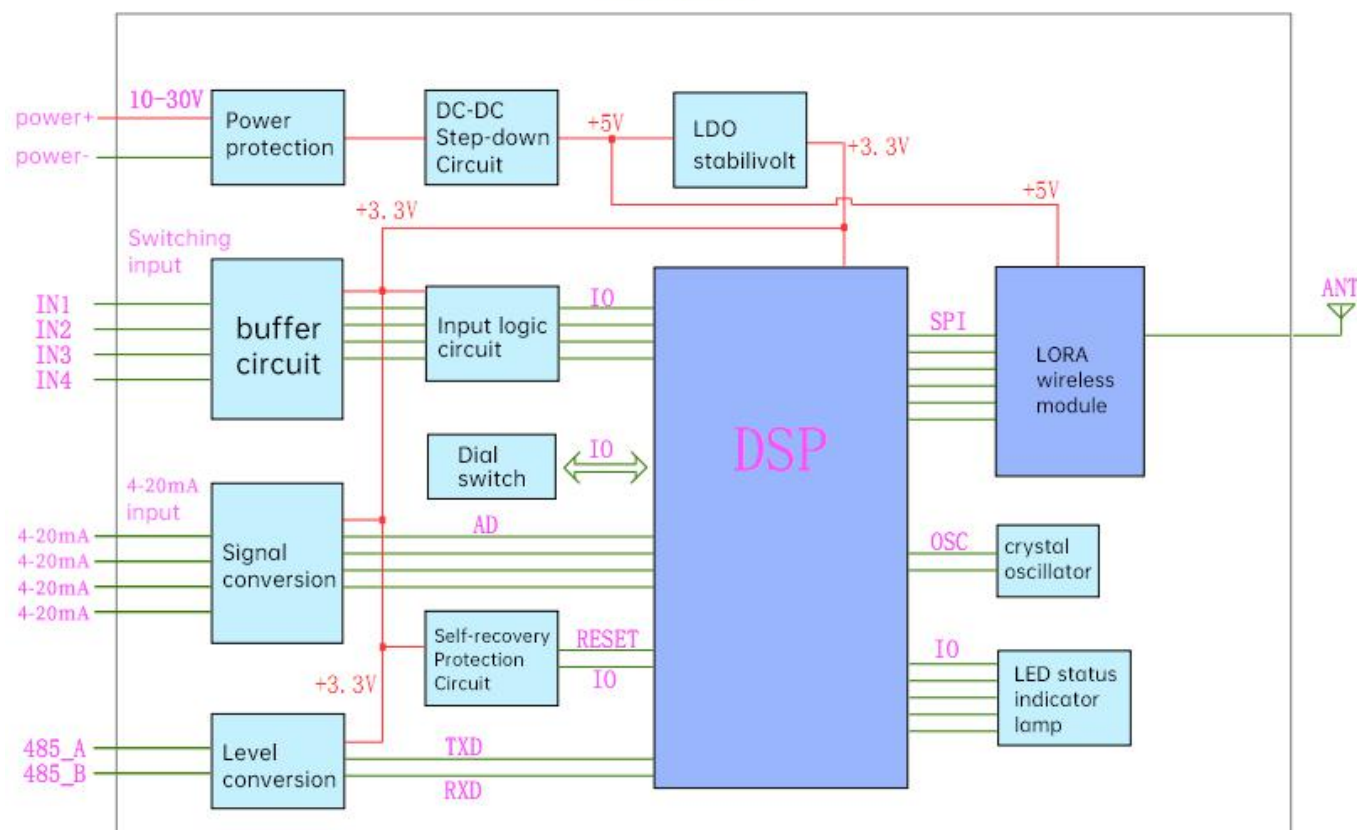 power+
10-30V
power-
Power
protection
DC-DC
Step-down
Circuit
+5V
LDO
stabilivolt
+3.3V
+5V
+3.3V
Switching
input
IN1
IN2
IN3
IN4
buffer
circuit
Input logic
circuit
IO
DSP
SPI
LORA
wireless
module
ANT
Dial
switch
IO
4-20mA
input
4-20mA
4-20mA
4-20mA
4-20mA
Signal
conversion
AD
OSC
crystal
oscillator
Self-recovery
Protection
Circuit
RESET
IO
IO
LED status
indicator
lamp
+3.3V
485_A
485_B
Level
conversion
TXD
RXD